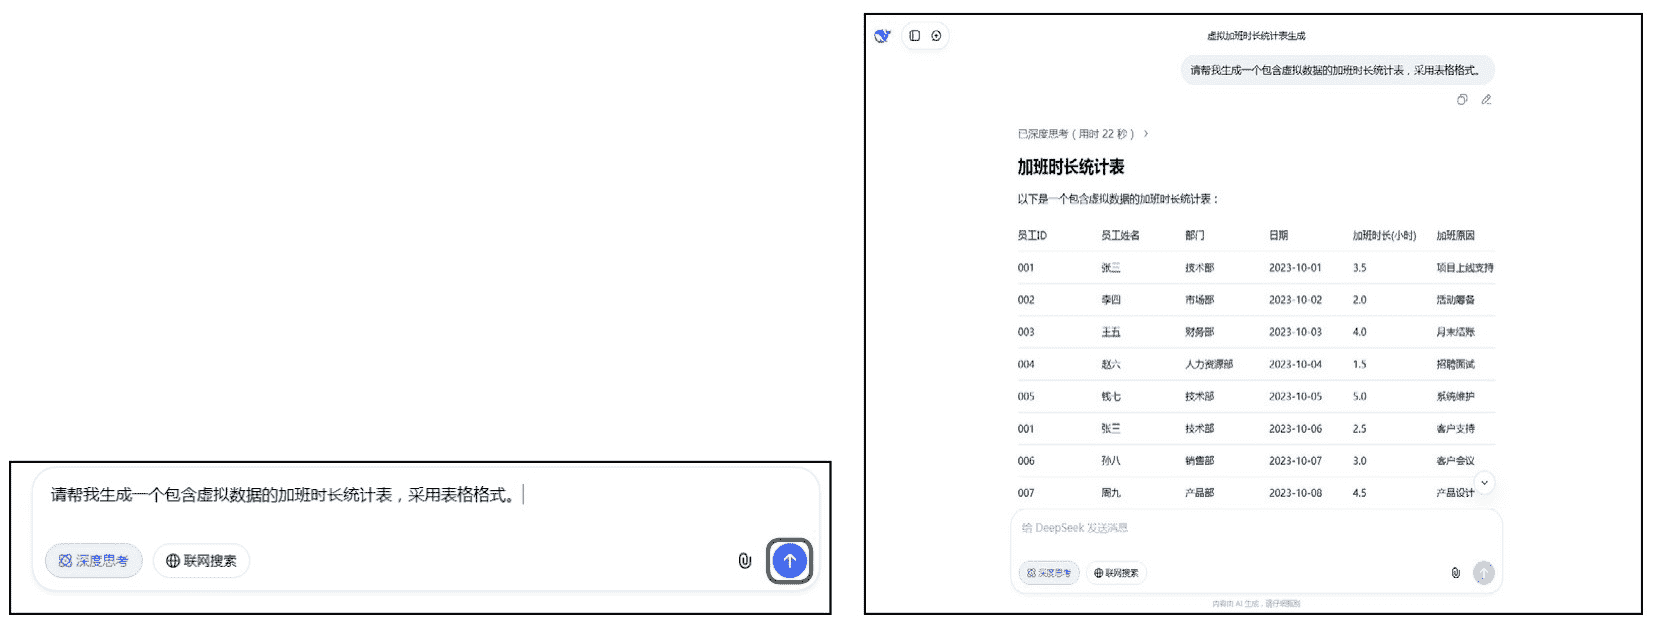 请帮我生成一个包含虚拟数据的加班时长统计表，采用表格格式。
深度思考 联网搜索
虚拟加班时长统计表生成
请帮我生成一个包含虚拟数据的加班时长统计表，采用表格格式。
已深度思考（用时 22 秒）
加班时长统计表
以下是一个包含虚拟数据的加班时长统计表：
员工ID 员工姓名 部门 日期 加班时长(小时) 加班原因
001 张三 技术部 2023-10-01 3.5 项目上线支持
002 李四 市场部 2023-10-02 2.0 活动筹备
003 王五 财务部 2023-10-03 4.0 月末结账
004 赵六 人力资源部 2023-10-04 1.5 招聘面试
005 钱七 技术部 2023-10-05 5.0 系统维护
001 张三 技术部 2023-10-06 2.5 客户支持
006 孙八 销售部 2023-10-07 3.0 客户会议
007 周九 产品部 2023-10-08 4.5 产品设计
给 DeepSeek 发送消息
深度思考 联网搜索
内容由 AI 生成，请仔细甄别